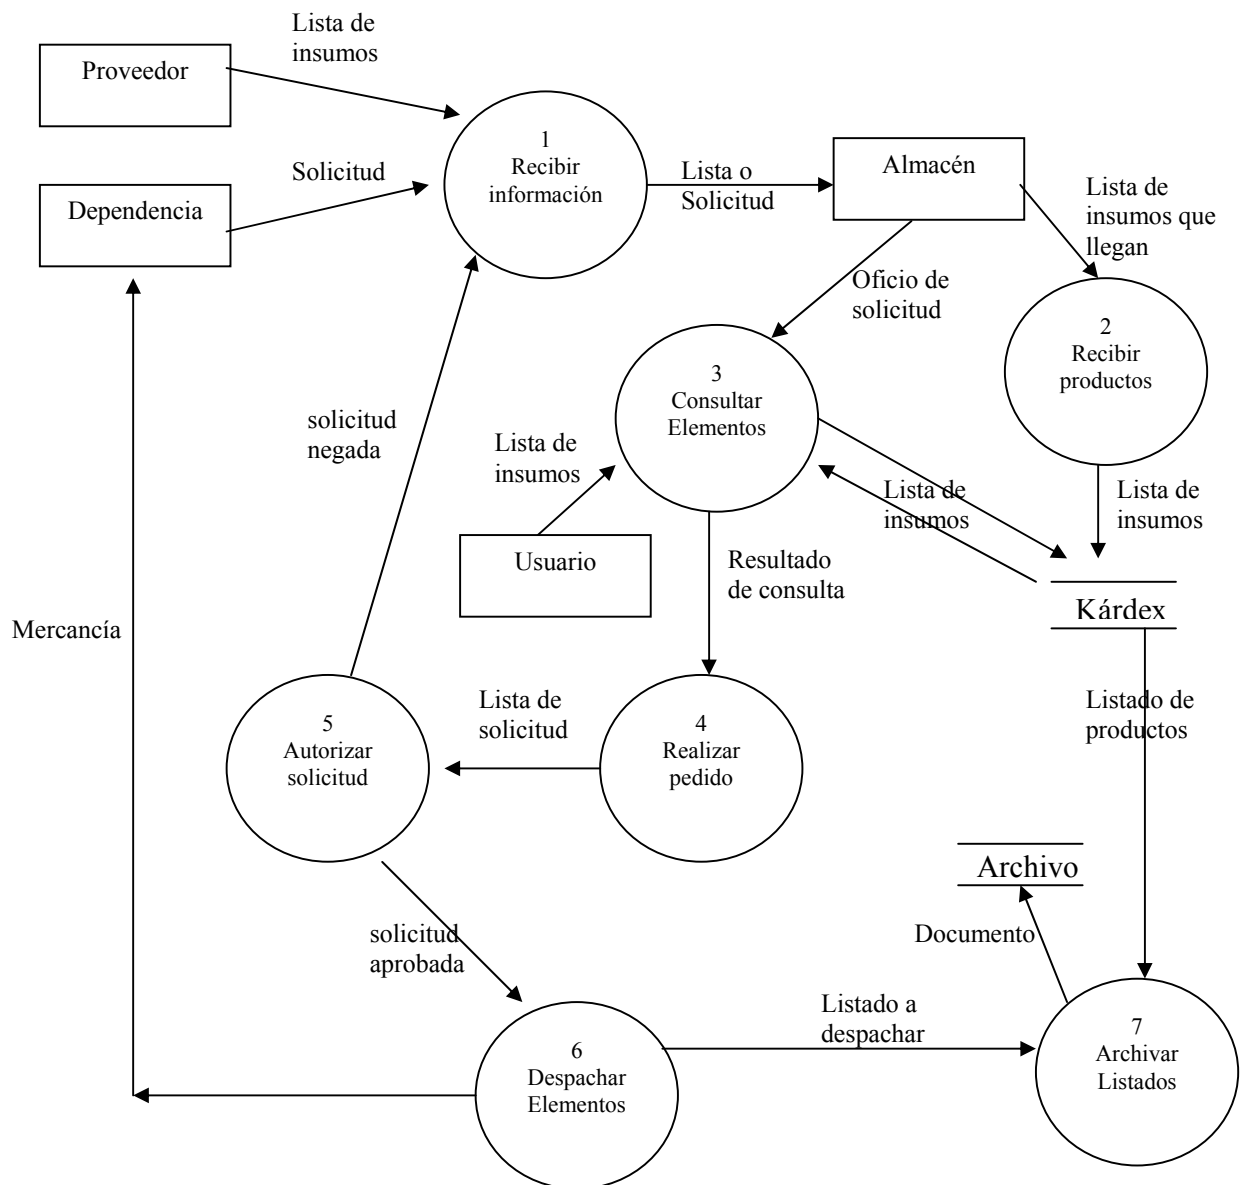 Lista de
insumos
Proveedor
1
Recibir
información
Solicitud
Dependencia
Lista o
Solicitud
Almacén
Lista de
insumos que
llegan
Oficio de
solicitud
2
Recibir
productos
3
Consultar
Elementos
solicitud
negada
Lista de
insumos
Lista de
insumos
Lista de
insumos
Usuario
Resultado
de consulta
Kárdex
Mercancía
Lista de
solicitud
5
Autorizar
solicitud
4
Realizar
pedido
Listado de
productos
Archivo
Documento
solicitud
aprobada
Listado a
despachar
6
Despachar
Elementos
7
Archivar
Listados